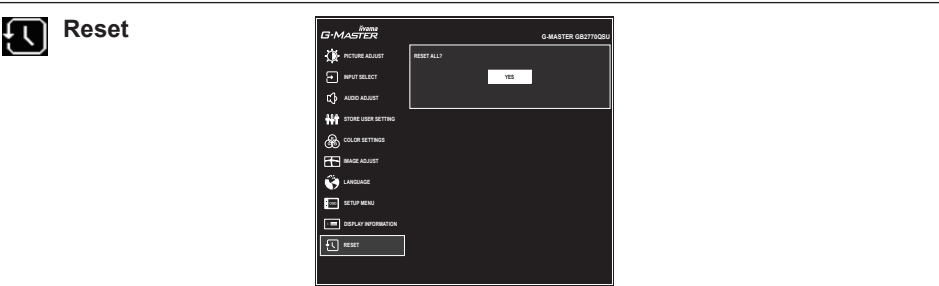 Reset
iiyama
G-MASTER
G-MASTER GB2770QSU
PICTURE ADJUST
RESET ALL?
INPUT SELECT
YES
AUDIO ADJUST
STORE USER SETTING
COLOR SETTINGS
IMAGE ADJUST
LANGUAGE
OSD
SETUP MENU
DISPLAY INFORMATION
RESET